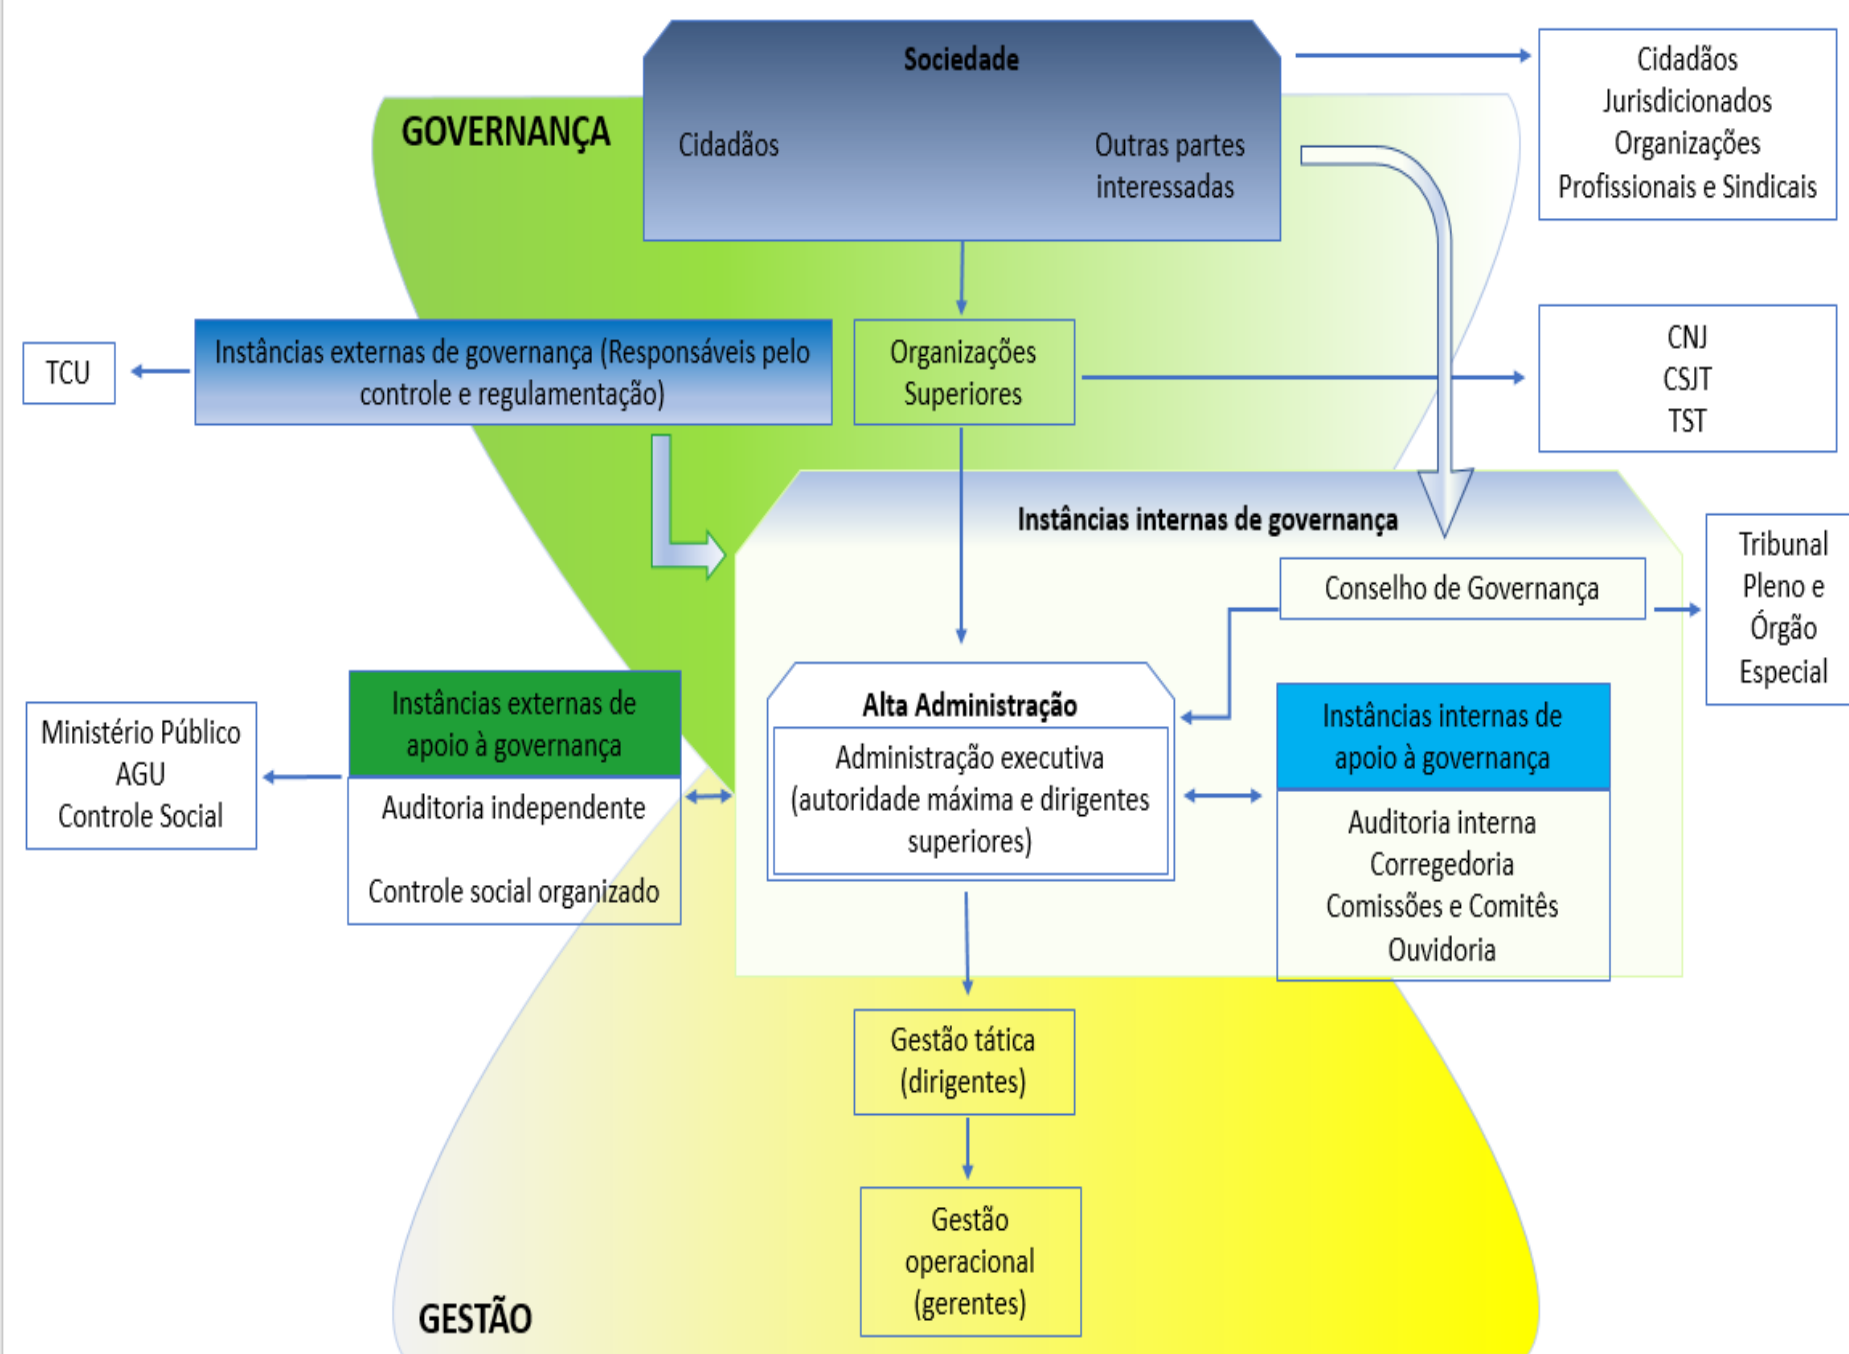 Sociedade
Cidadãos
Outras partes
interessadas
Cidadãos
Jurisdicionados
Organizações
Profissionais e Sindicais
GOVERNANÇA
TCU
Instâncias externas de governança (Responsáveis pelo
controle e regulamentação)
Organizações
Superiores
CNJ
CSJT
TST
Instâncias internas de governança
Conselho de Governança
Tribunal
Pleno e
Órgão
Especial
Ministério Público
AGU
Controle Social
Instâncias externas de
apoio à governança
Auditoria independente
Controle social organizado
Alta Administração
Administração executiva
(autoridade máxima e dirigentes
superiores)
Instâncias internas de
apoio à governança
Auditoria interna
Corregedoria
Comissões e Comitês
Ouvidoria
Gestão tática
(dirigentes)
Gestão
operacional
(gerentes)
GESTÃO